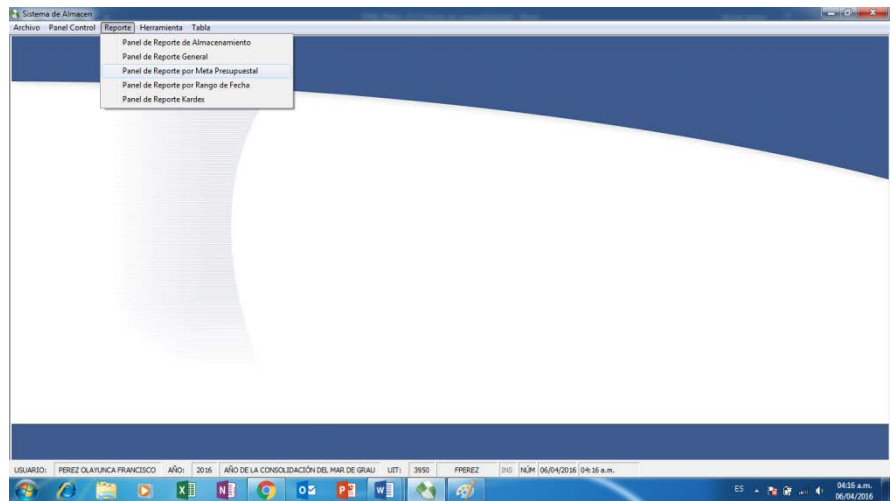 Sistema de Almacen
Archivo Panel Control Reporte Herramienta Tabla
Panel de Reporte de Almacenamiento
Panel de Reporte General
Panel de Reporte por Meta Presupuestal
Panel de Reporte por Rango de Fecha
Panel de Reporte Kardex
USUARIO: PEREZ OLAYUNCA FRANCISCO AÑO: 2016 AÑO DE LA CONSOLIDACIÓN DEL MAR DE GRAU UIT: 3950 FPEREZ INS NÚM 06/04/2016 04:16 a.m.
ES 04:16 a.m.
06/04/2016